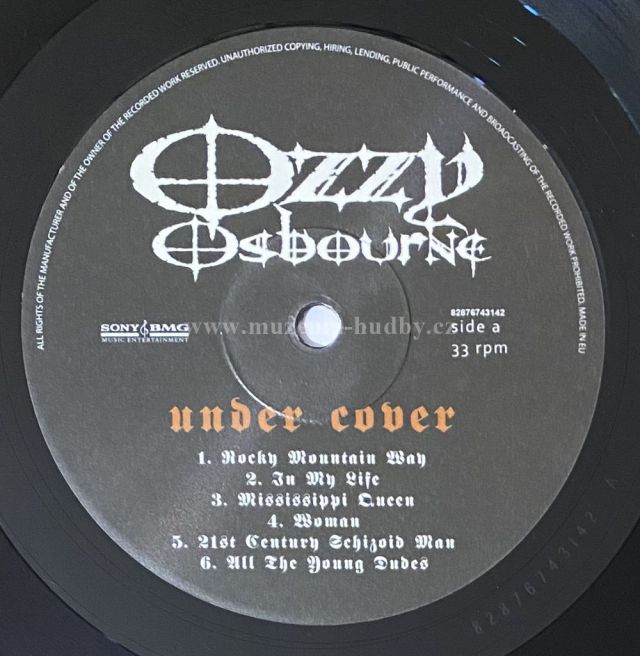 ALL RIGHTS OF THE MANUFACTURER AND OF THE OWNER OF THE RECORDED WORK RESERVED. UNAUTHORIZED COPYING, HIRING, LENDING, PUBLIC PERFORMANCE AND BROADCASTING OF THE RECORDED WORK PROHIBITED. MADE IN EU
Ozzy
Osbourne
82876743142
SONY BMG
MUSIC ENTERTAINMENT
www.muzeum-hudby.cz
side a
33 rpm
under cover
1. Rocky Mountain Way
2. In My Life
3. Mississippi Queen
4. Woman
5. 21st Century Schizoid Man
6. All The Young Dudes
82876743142 A